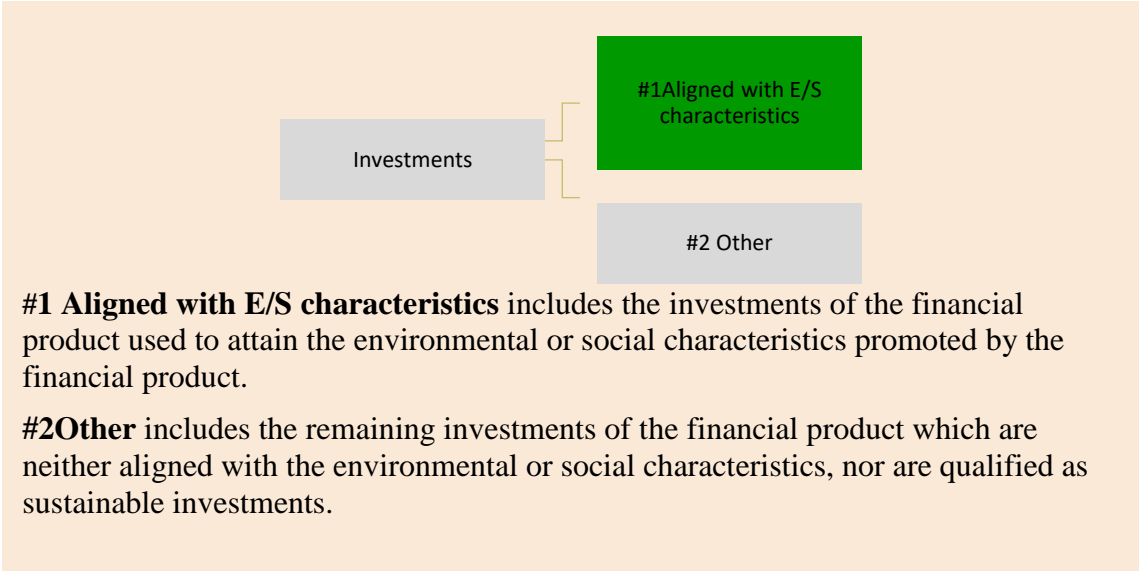 #1Aligned with E/S
characteristics
Investments
#2 Other
#1 Aligned with E/S characteristics includes the investments of the financial
product used to attain the environmental or social characteristics promoted by the
financial product.
#2Other includes the remaining investments of the financial product which are
neither aligned with the environmental or social characteristics, nor are qualified as
sustainable investments.